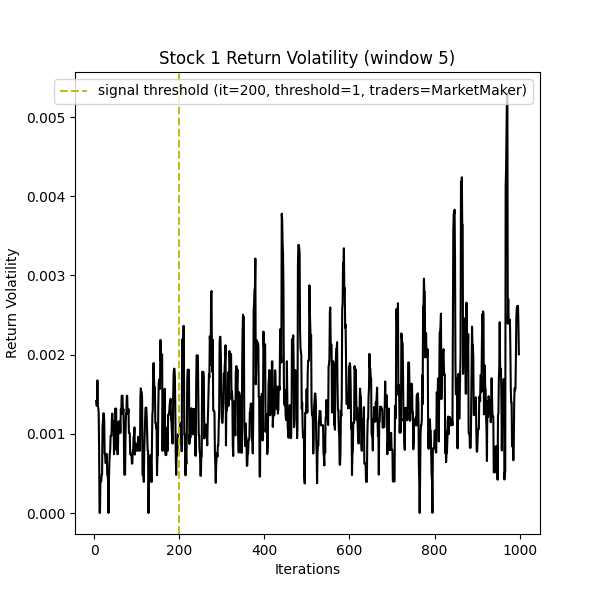 Stock 1 Return Volatility (window 5)
signal threshold (it=200, threshold=1, traders=MarketMaker)
0.005
0.004
0.003
0.002
0.001
0.000
Return Volatility
0 200 400 600 800 1000
Iterations